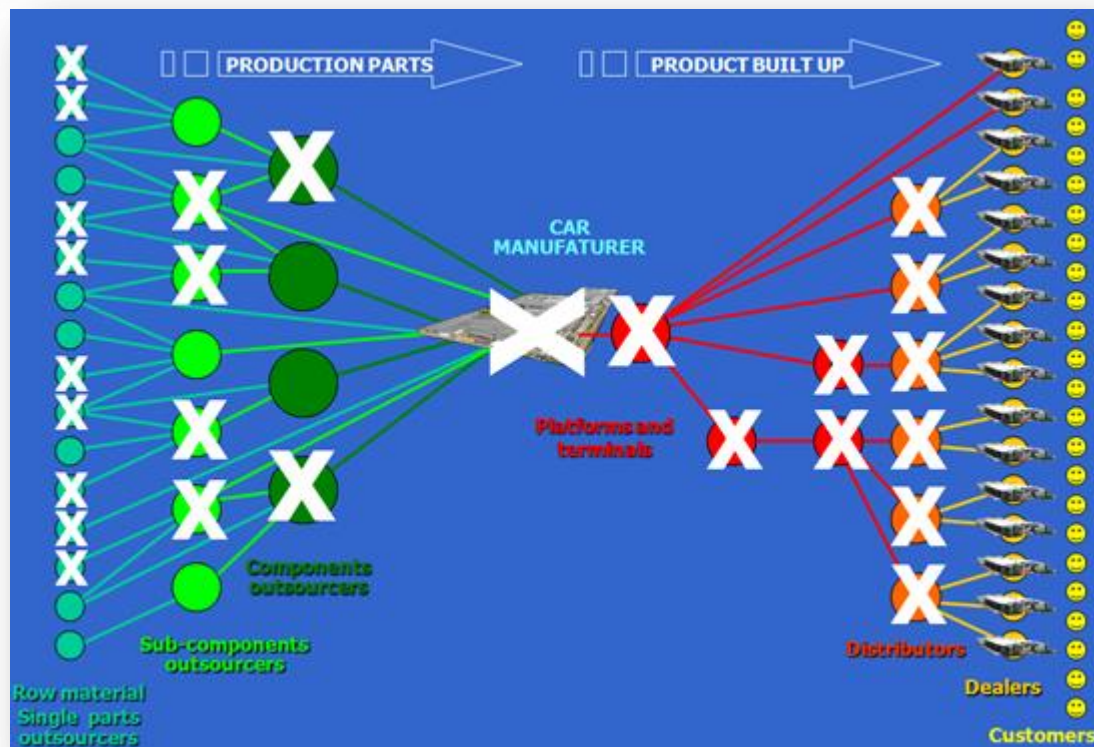 PRODUCTION PARTS
PRODUCT BUILT UP
CAR
MANUFATURER
Platforms and
terminals
Components
outsourcers
Sub-components
outsourcers
Distributors
Row material
Single parts
outsourcers
Dealers
Customers